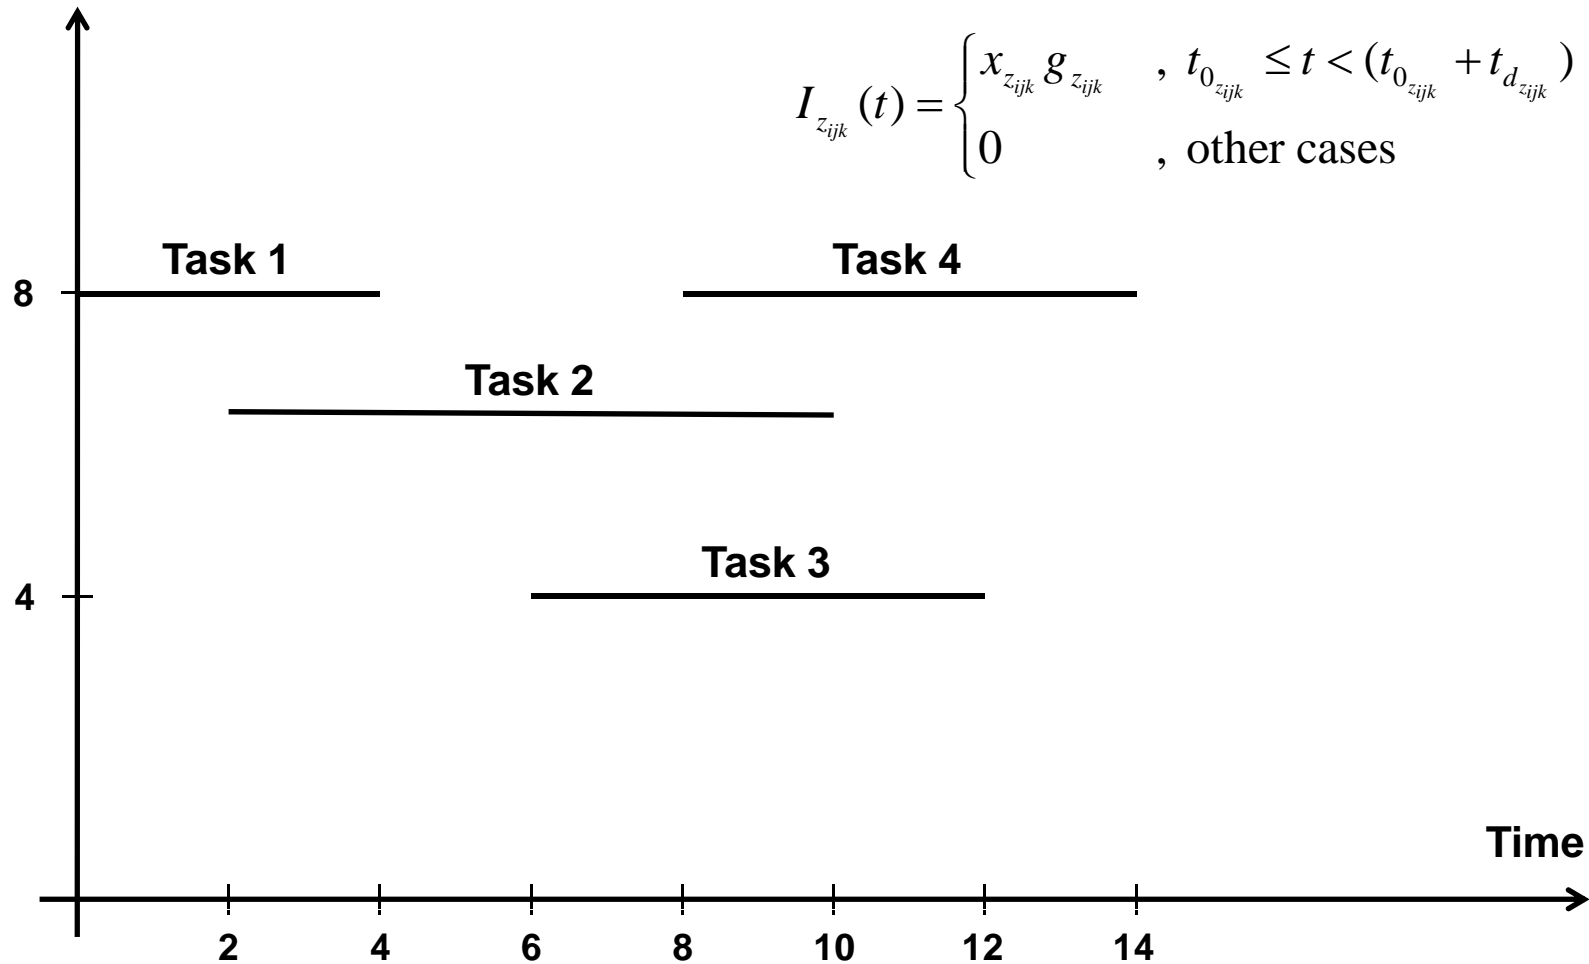 I_{z_{ijk}}(t) = { x_{z_{ijk}} g_{z_{ijk}} , t_{0_{z_{ijk}}} ≤ t < (t_{0_{z_{ijk}}} + t_{d_{z_{ijk}}})
0 , other cases
Task 1
Task 4
8
Task 2
Task 3
4
Time
2 4 6 8 10 12 14